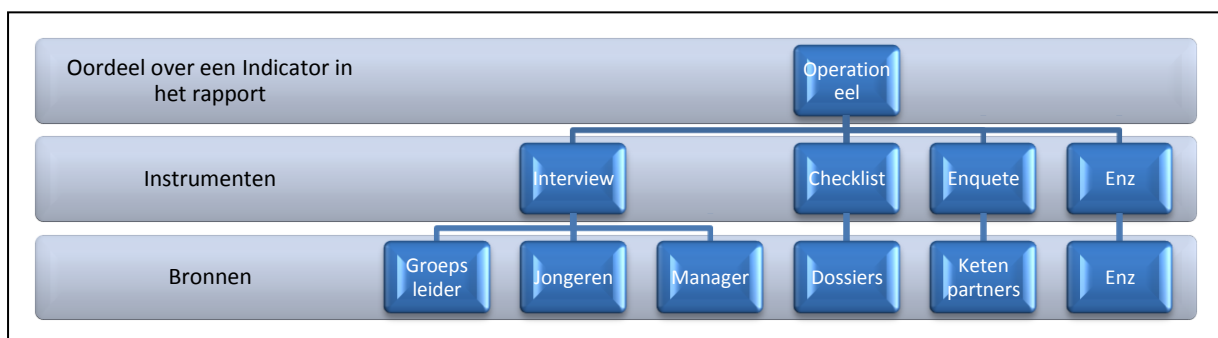 Oordeel over een Indicator in
het rapport
Operation
eel
Instrumenten
Interview
Checklist
Enquete
Enz
Bronnen
Groeps
leider
Jongeren
Manager
Dossiers
Keten
partners
Enz